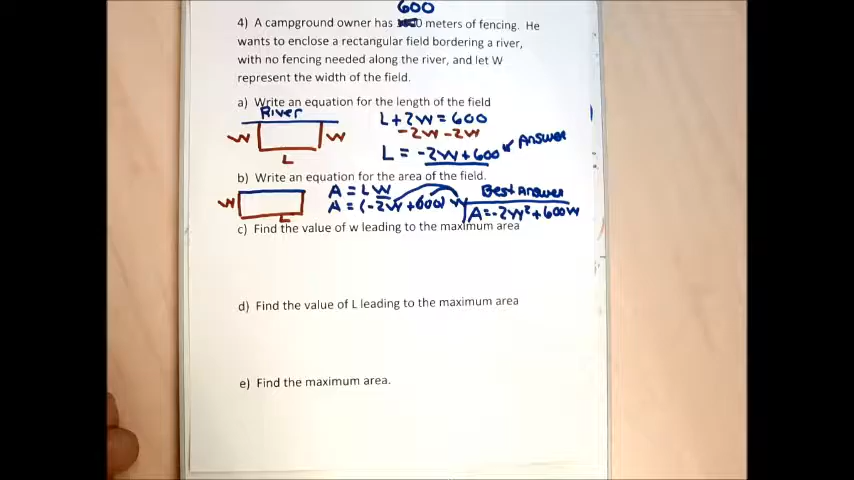 600
4) A campground owner has 0 meters of fencing. He
wants to enclose a rectangular field bordering a river,
with no fencing needed along the river, and let W
represent the width of the field.
a) Write an equation for the length of the field
River
W W
L
L+2W = 600
-2W -2W
L = -2W+600 Answer
b) Write an equation for the area of the field.
W
L
A = LW
A = (-2W+600) W
Best Answer
A=-2W²+600W
c) Find the value of w leading to the maximum area
d) Find the value of L leading to the maximum area
e) Find the maximum area.